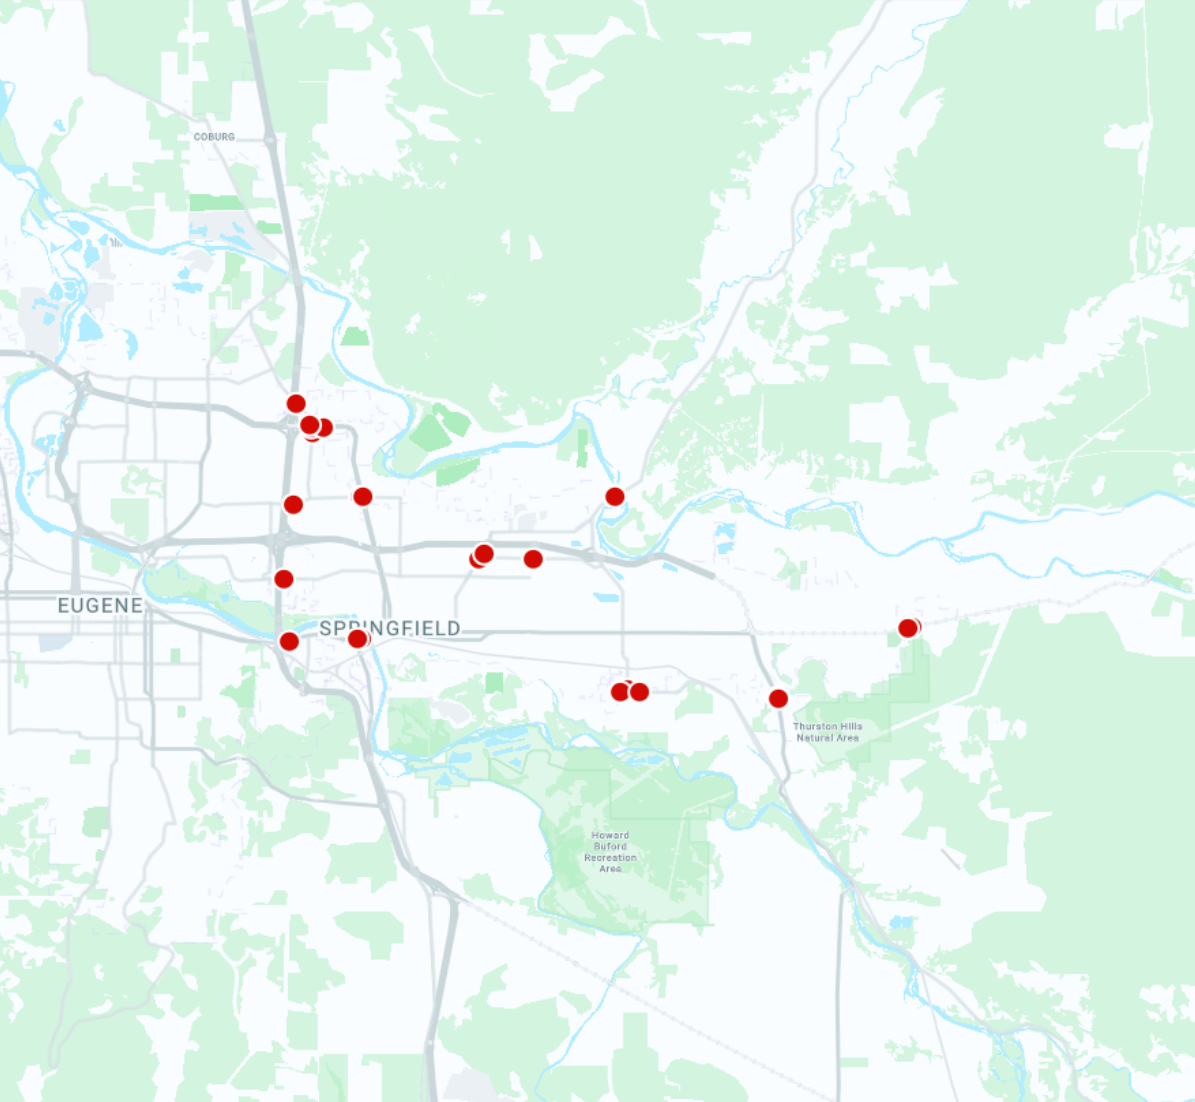 COBURG
EUGENE
SPRINGFIELD
Thurston Hills
Natural Area
Howard
Buford
Recreation
Area